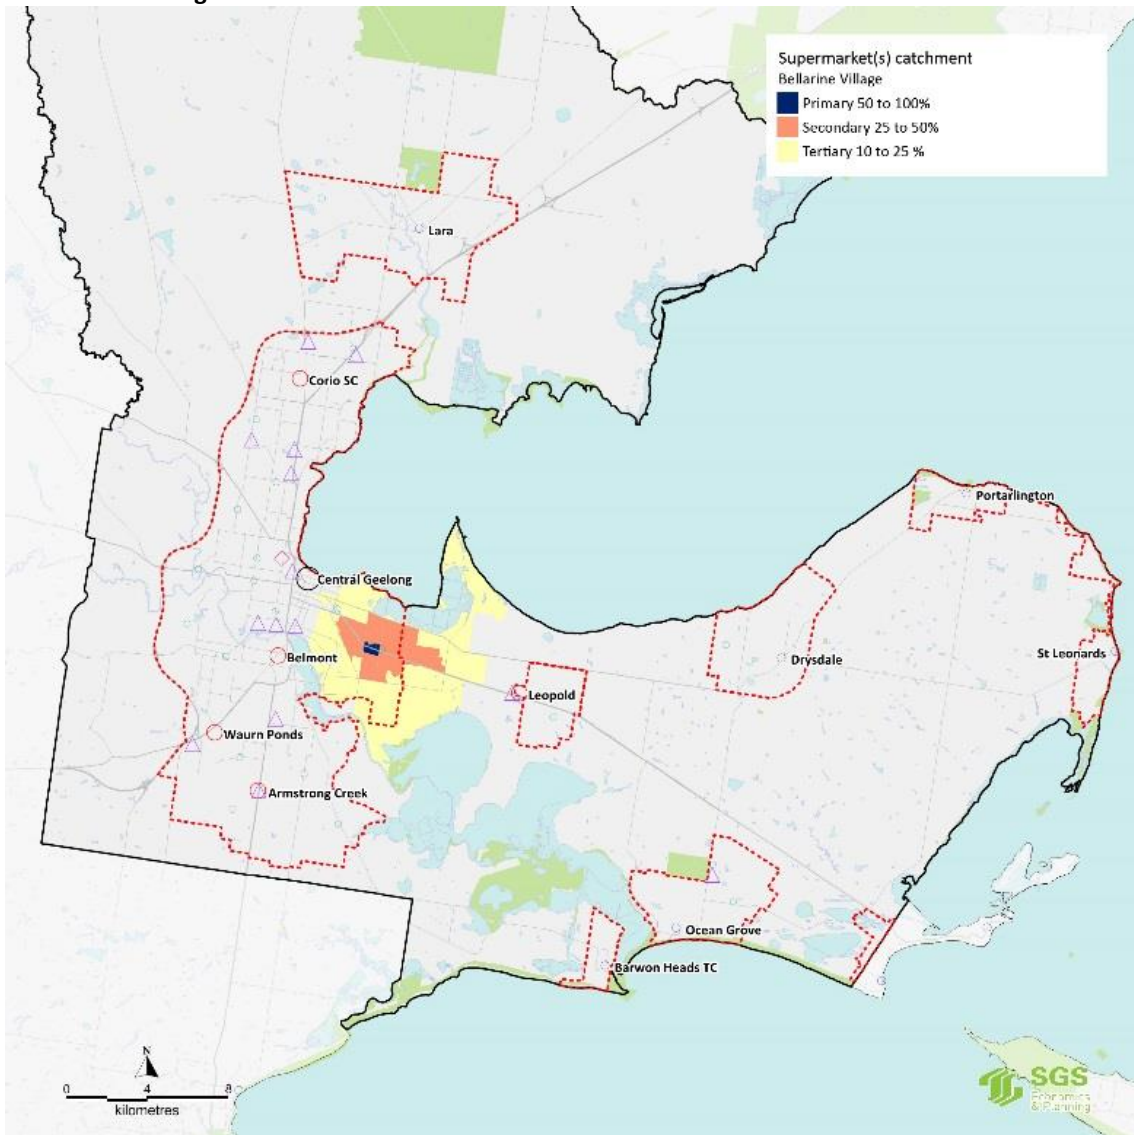 Supermarket(s) catchment
Bellarine Village
Primary 50 to 100%
Secondary 25 to 50%
Tertiary 10 to 25 %
Lara
Corio SC
Portarlington
Central Geelong
Belmont
Drysdale
St Leonards
Leopold
Waurn Ponds
Armstrong Creek
Ocean Grove
Barwon Heads TC
N
0 4 8
kilometres
SGS
Economics
& Planning